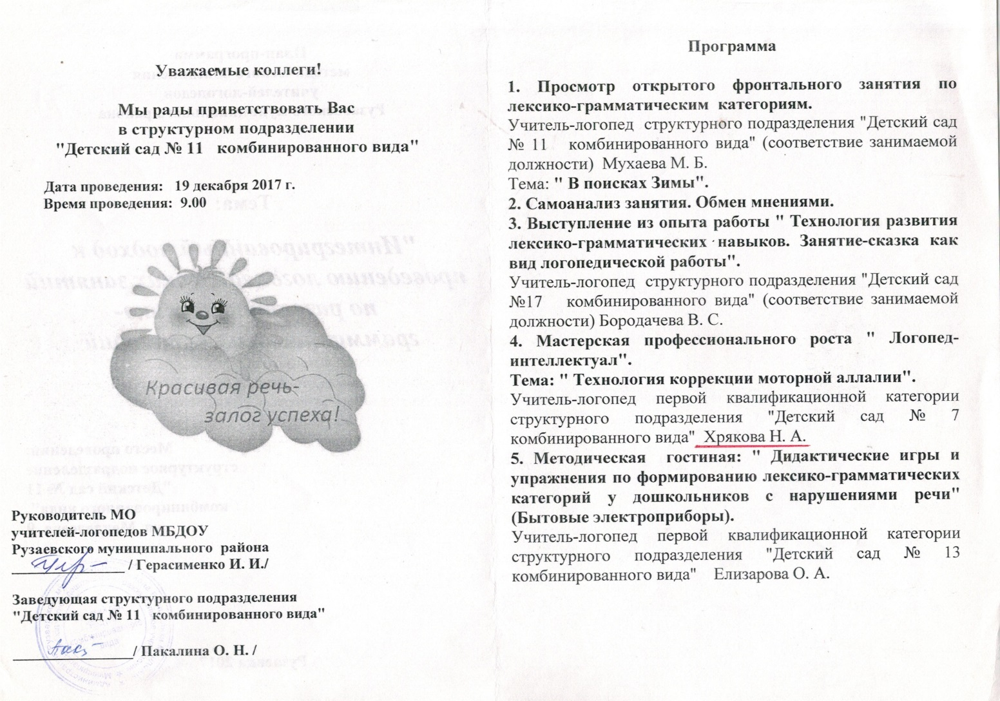 Уважаемые коллеги!
Мы рады приветствовать Вас
в структурном подразделении
"Детский сад № 11 комбинированного вида"
Дата проведения: 19 декабря 2017 г.
Время проведения: 9.00
Красивая речь-
залог успеха!
Руководитель МО
учителей-логопедов МБДОУ
Рузаевского муниципального района
/ Герасименко И. И./
Заведующая структурного подразделения
"Детский сад № 11 комбинированного вида"
/ Пакалина О. Н. /
Программа
1. Просмотр открытого фронтального занятия по
лексико-грамматическим категориям.
Учитель-логопед структурного подразделения "Детский сад
№ 11 комбинированного вида" (соответствие занимаемой
должности) Мухаева М. Б.
Тема: " В поисках Зимы".
2. Самоанализ занятия. Обмен мнениями.
3. Выступление из опыта работы " Технология развития
лексико-грамматических навыков. Занятие-сказка как
вид логопедической работы".
Учитель-логопед структурного подразделения "Детский сад
№17 комбинированного вида" (соответствие занимаемой
должности) Бородачева В. С.
4. Мастерская профессионального роста " Логопед-
интеллектуал".
Тема: " Технология коррекции моторной аллалии".
Учитель-логопед первой квалификационной категории
структурного подразделения "Детский сад № 7
комбинированного вида" Хрякова Н. А.
5. Методическая гостиная: " Дидактические игры и
упражнения по формированию лексико-грамматических
категорий у дошкольников с нарушениями речи"
(Бытовые электроприборы).
Учитель-логопед первой квалификационной категории
структурного подразделения "Детский сад № 13
комбинированного вида" Елизарова О. А.